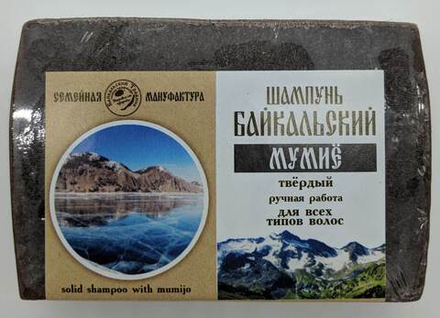 СЕМЕЙНАЯ МАНУФАКТУРА
solid shampoo with mumijo
ШАМПУНЬ
БАЙКАЛЬСКИЙ
МУМИЁ
твёрдый
ручная работа
для всех
типов волос